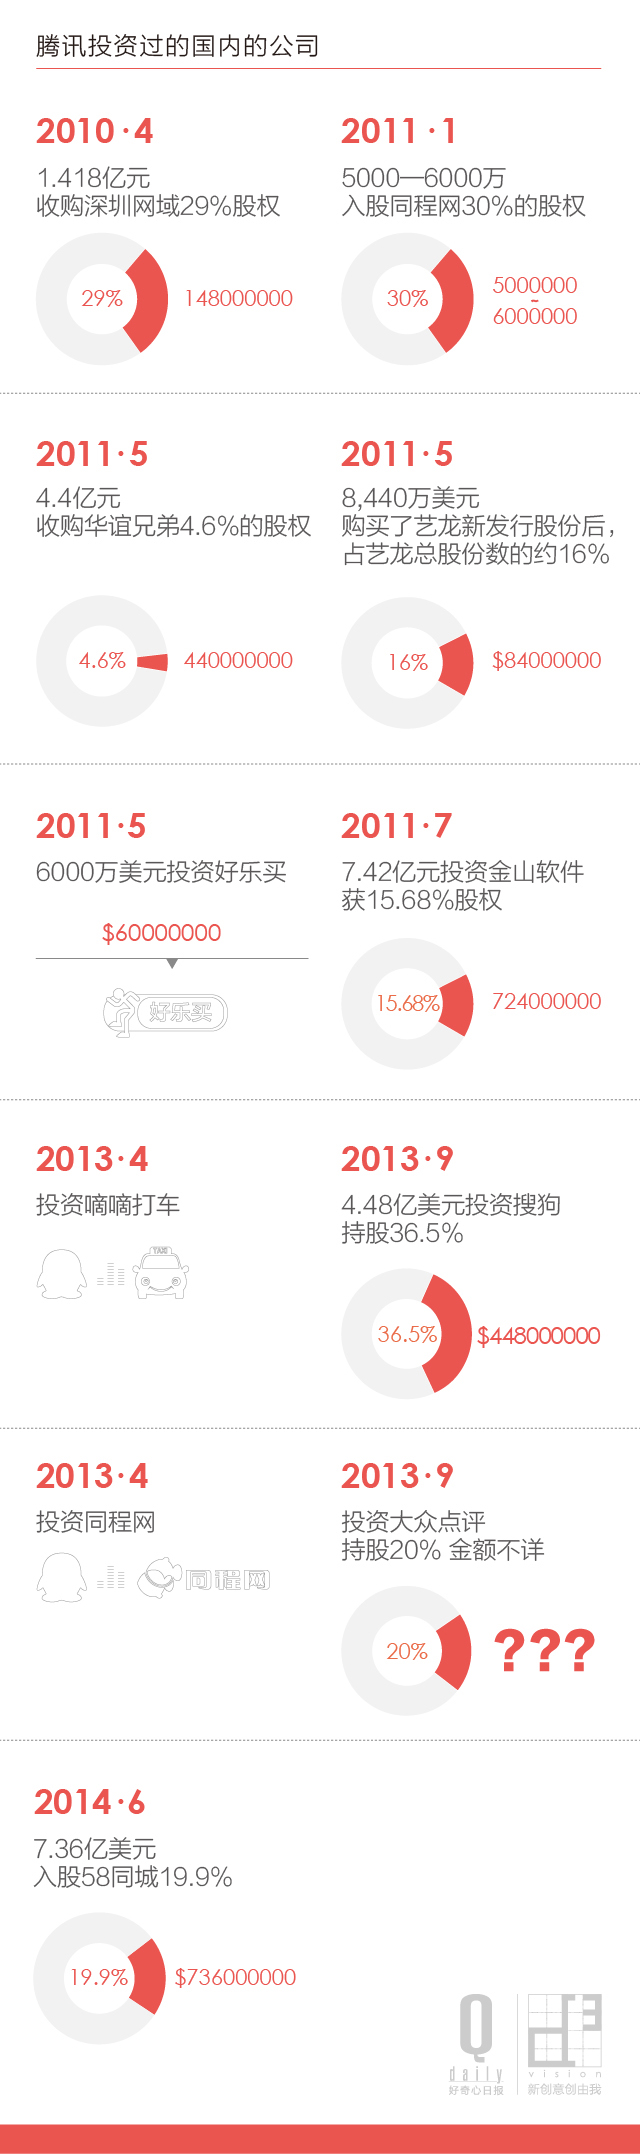 腾讯投资过的国内的公司
2010·4
1.418亿元
收购深圳网域29%股权
29%
148000000
2011·1
5000—6000万
入股同程网30%的股权
30%
5000000
~
6000000
2011·5
4.4亿元
收购华谊兄弟4.6%的股权
4.6%
440000000
2011·5
8,440万美元
购买了艺龙新发行股份后，
占艺龙总股份数的约16%
16%
$84000000
2011·5
6000万美元投资好乐买
$60000000
好乐买
2011·7
7.42亿元投资金山软件
获15.68%股权
15.68%
724000000
2013·4
投资嘀嘀打车
TAXI
2013·9
4.48亿美元投资搜狗
持股36.5%
36.5%
$448000000
2013·4
投资同程网
同程网
2013·9
投资大众点评
持股20% 金额不详
20%
???
2014·6
7.36亿美元
入股58同城19.9%
19.9%
$736000000
Q
daily
好奇心日报
vision
新创意创由我